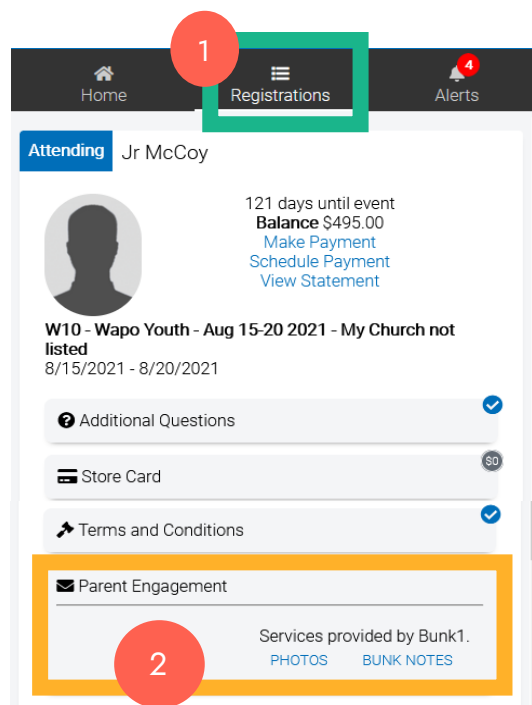 1
Home
Registrations
4
Alerts
Attending
Jr McCoy
121 days until event
Balance $495.00
Make Payment
Schedule Payment
View Statement
W10 - Wapo Youth - Aug 15-20 2021 - My Church not
listed
8/15/2021 - 8/20/2021
Additional Questions
Store Card
$0
Terms and Conditions
Parent Engagement
Services provided by Bunk1.
PHOTOS BUNK NOTES
2